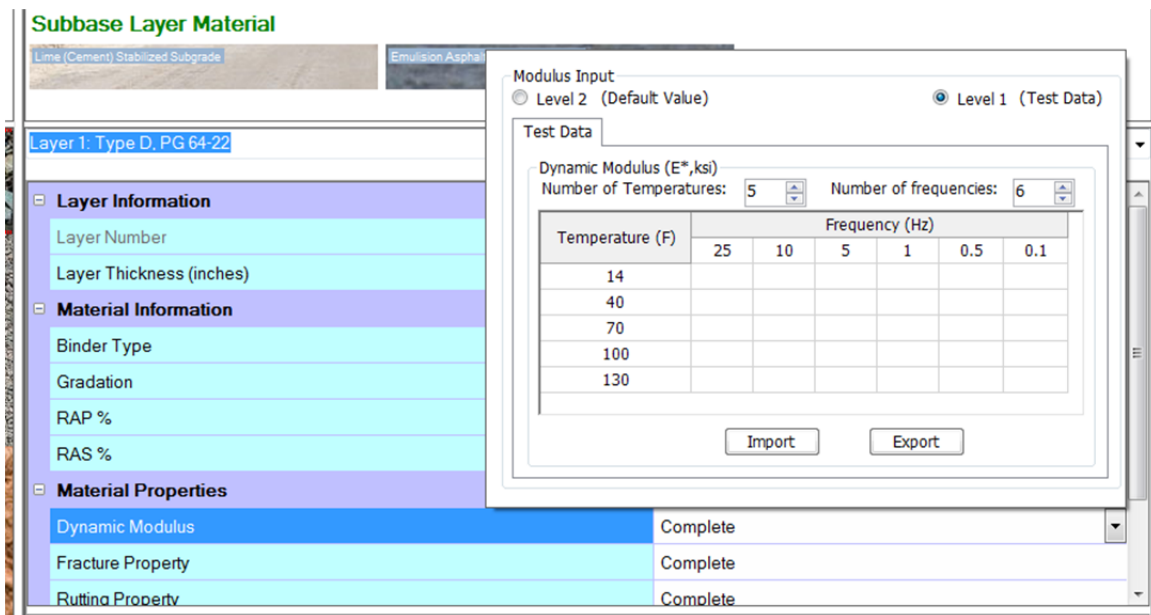 Subbase Layer Material
Lime (Cement) Stabilized Subgrade
Emulision Asphalt
Modulus Input
Level 2 (Default Value)
Level 1 (Test Data)
Test Data
Layer 1: Type D, PG 64-22
Dynamic Modulus (E*,ksi)
Number of Temperatures: 5 Number of frequencies: 6
Temperature (F)
Frequency (Hz)
25 10 5 1 0.5 0.1
14
40
70
100
130
Import Export
Layer Information
Layer Number
Layer Thickness (inches)
Material Information
Binder Type
Gradation
RAP %
RAS %
Material Properties
Dynamic Modulus Complete
Fracture Property Complete
Rutting Property Complete